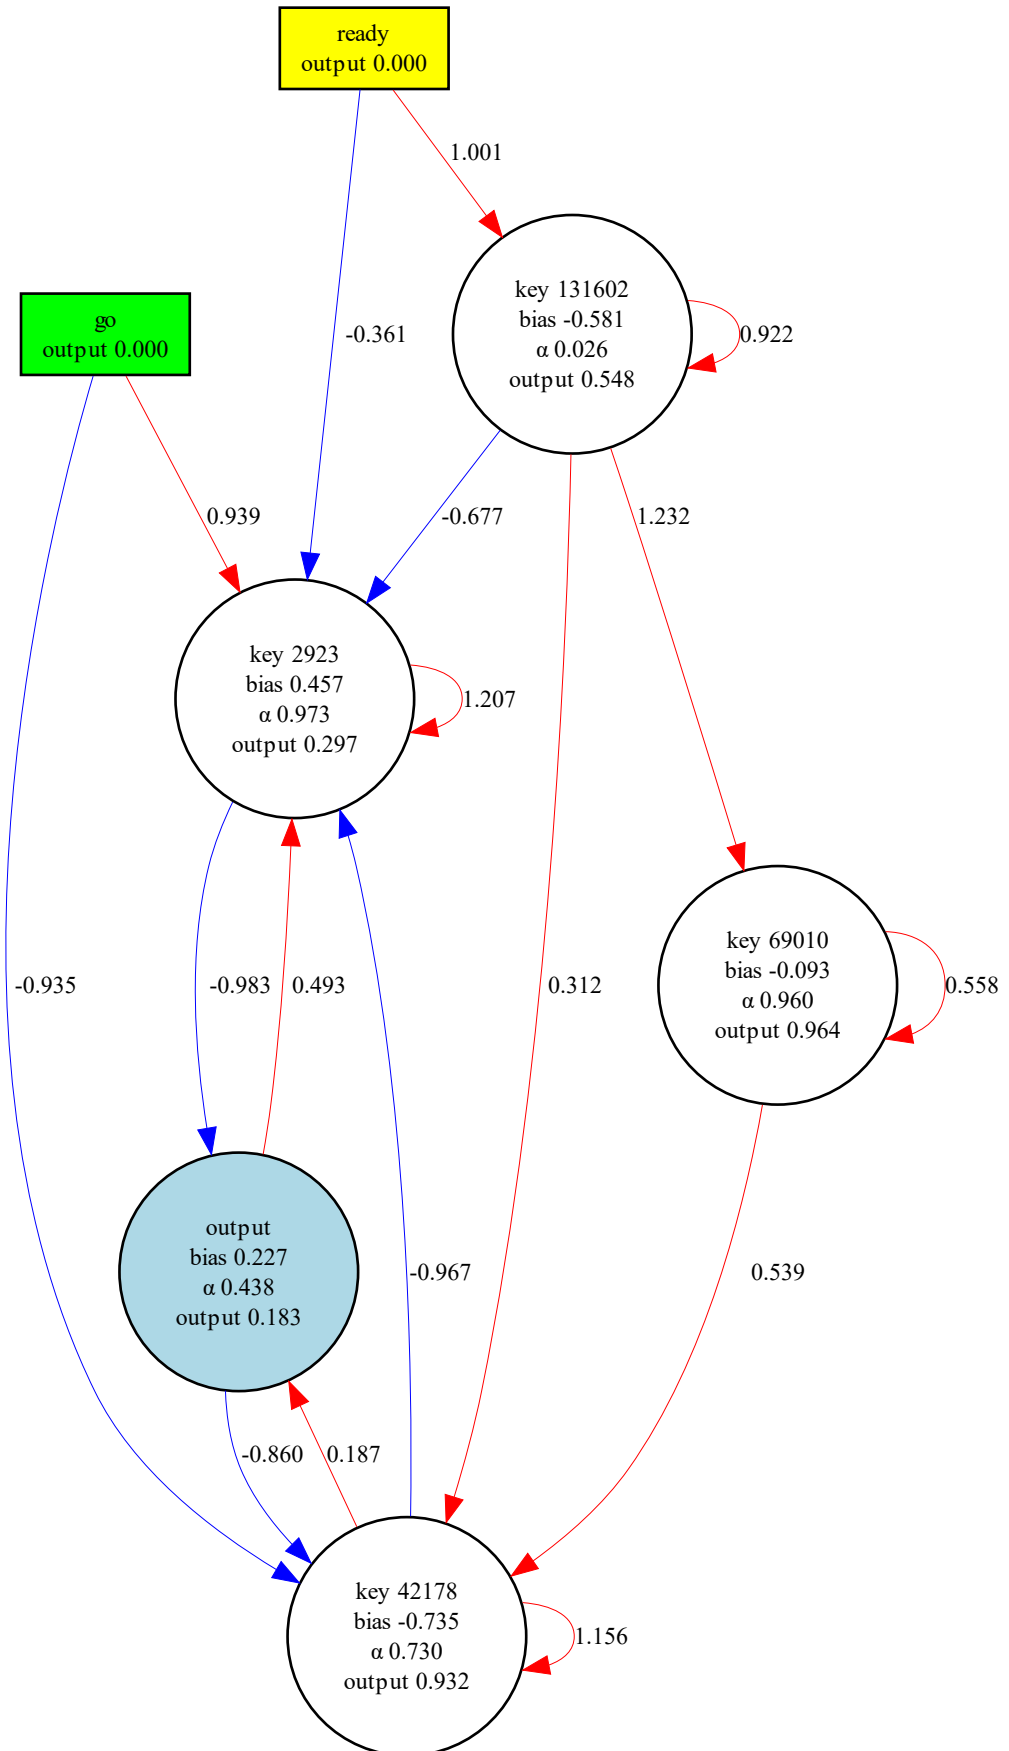 ready
output 0.000
1.001
key 131602
bias -0.581
α 0.026
output 0.548
0.922
go
output 0.000
-0.361
0.939
-0.677
1.232
key 2923
bias 0.457
α 0.973
output 0.297
1.207
key 69010
bias -0.093
α 0.960
output 0.964
-0.935
-0.983
0.493
0.312
0.558
output
bias 0.227
α 0.438
output 0.183
-0.967
0.539
-0.860
0.187
key 42178
bias -0.735
α 0.730
output 0.932
1.156